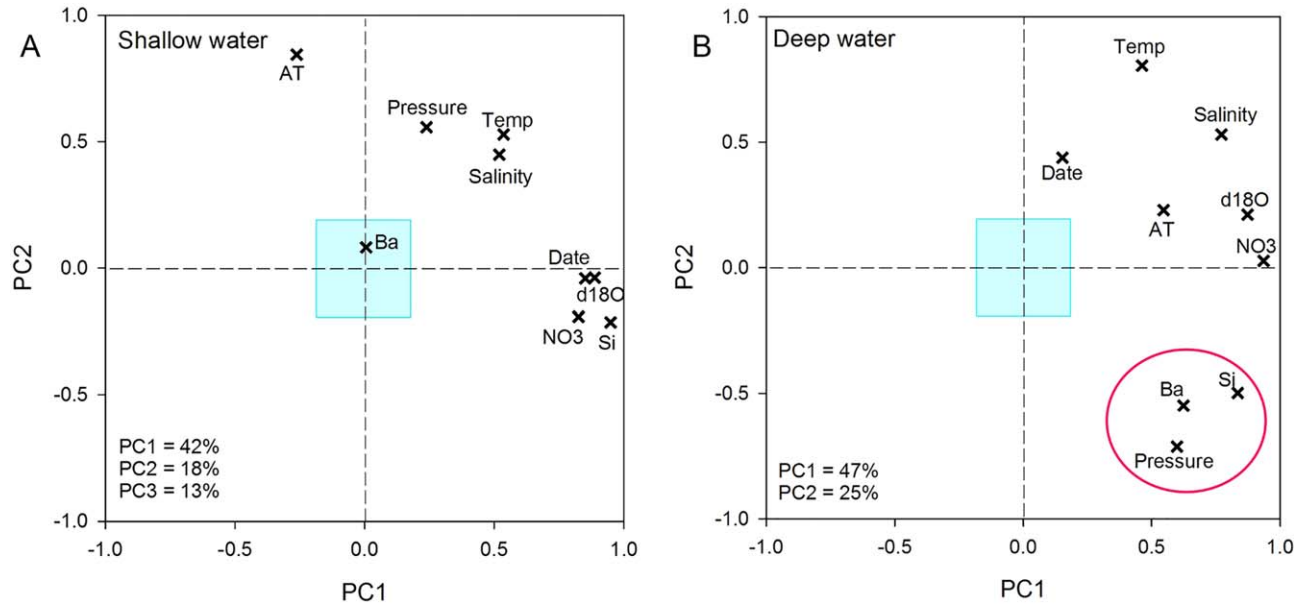 A
Shallow water
1.0
0.5
0.0
-0.5
-1.0
PC2
AT
Pressure
Temp
Salinity
Ba
Date
d18O
NO3
Si
PC1 = 42%
PC2 = 18%
PC3 = 13%
-1.0 -0.5 0.0 0.5 1.0
PC1
B
Deep water
1.0
0.5
0.0
-0.5
-1.0
PC2
Temp
Salinity
Date
d18O
AT
NO3
Ba
Si
Pressure
PC1 = 47%
PC2 = 25%
-1.0 -0.5 0.0 0.5 1.0
PC1